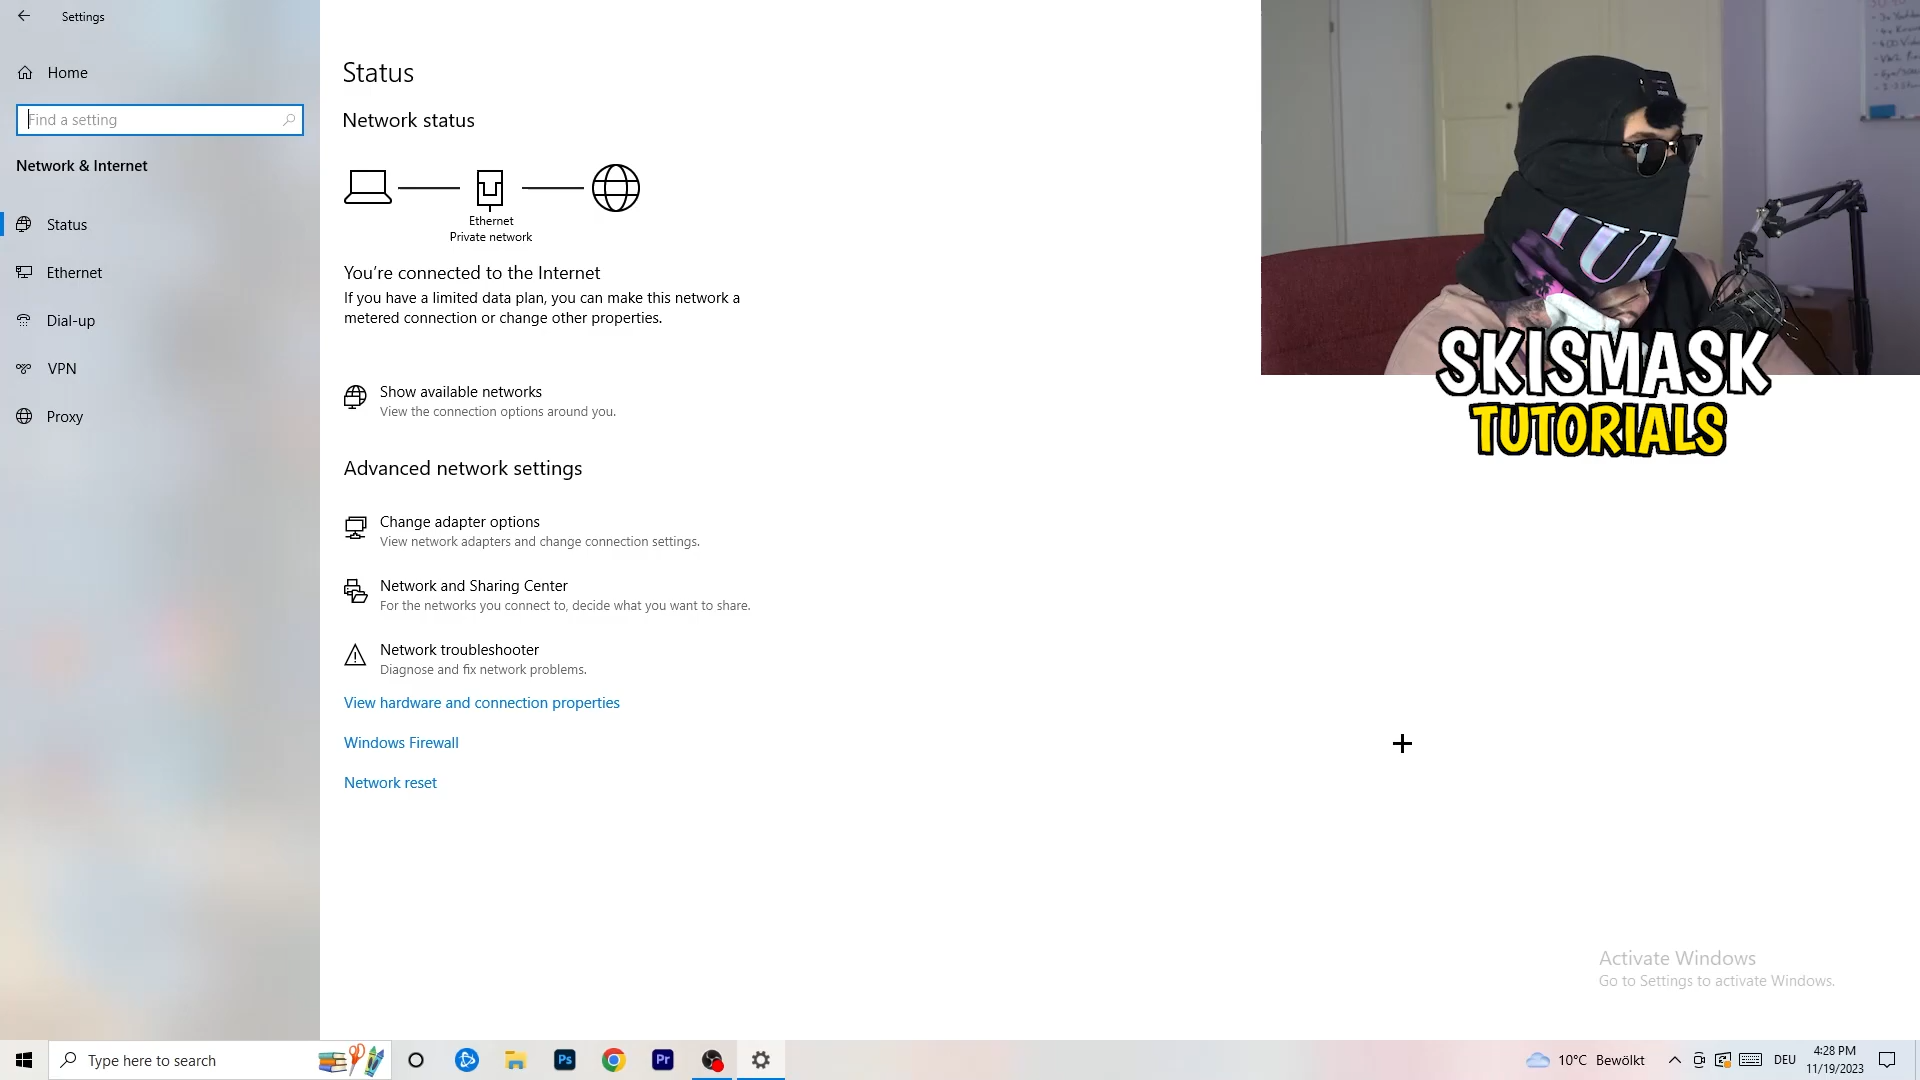 Settings
Home
Find a setting
Network & Internet
Status
Ethernet
Dial-up
VPN
Proxy
Status
Network status
Ethernet
Private network
You're connected to the Internet
If you have a limited data plan, you can make this network a
metered connection or change other properties.
Show available networks
View the connection options around you.
Advanced network settings
Change adapter options
View network adapters and change connection settings.
Network and Sharing Center
For the networks you connect to, decide what you want to share.
Network troubleshooter
Diagnose and fix network problems.
View hardware and connection properties
Windows Firewall
Network reset
SKISMASK
TUTORIALS
Activate Windows
Go to Settings to activate Windows.
Type here to search
Ps
Pr
10°C Bewölkt
DEU
4:28 PM
11/19/2023